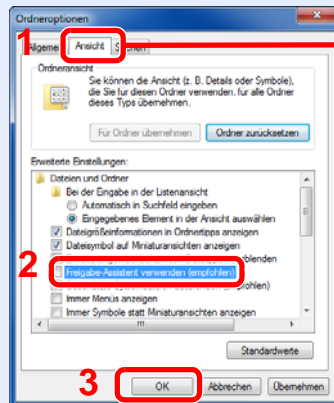 Ordneroptionen
1
Ansicht
Ordneransicht
Sie können die Ansicht (z. B. Details oder Symbole),
die Sie für diesen Ordner verwenden, für alle Ordner
dieses Typs übernehmen.
Für Ordner übernehmen
Ordner zurücksetzen
Erweiterte Einstellungen:
Dateien und Ordner
Bei der Eingabe in der Listenansicht
Automatisch in Suchfeld eingeben
Eingegebenes Element in der Ansicht auswählen
Dateigrößeinformationen in Ordnertipps anzeigen
Dateisymbol auf Miniaturansichten anzeigen
2
Freigabe-Assistent verwenden (empfohlen)
Immer Menüs anzeigen
Immer Symbole statt Miniaturansichten anzeigen
Standardwerte
3
OK
Abbrechen
Übernehmen